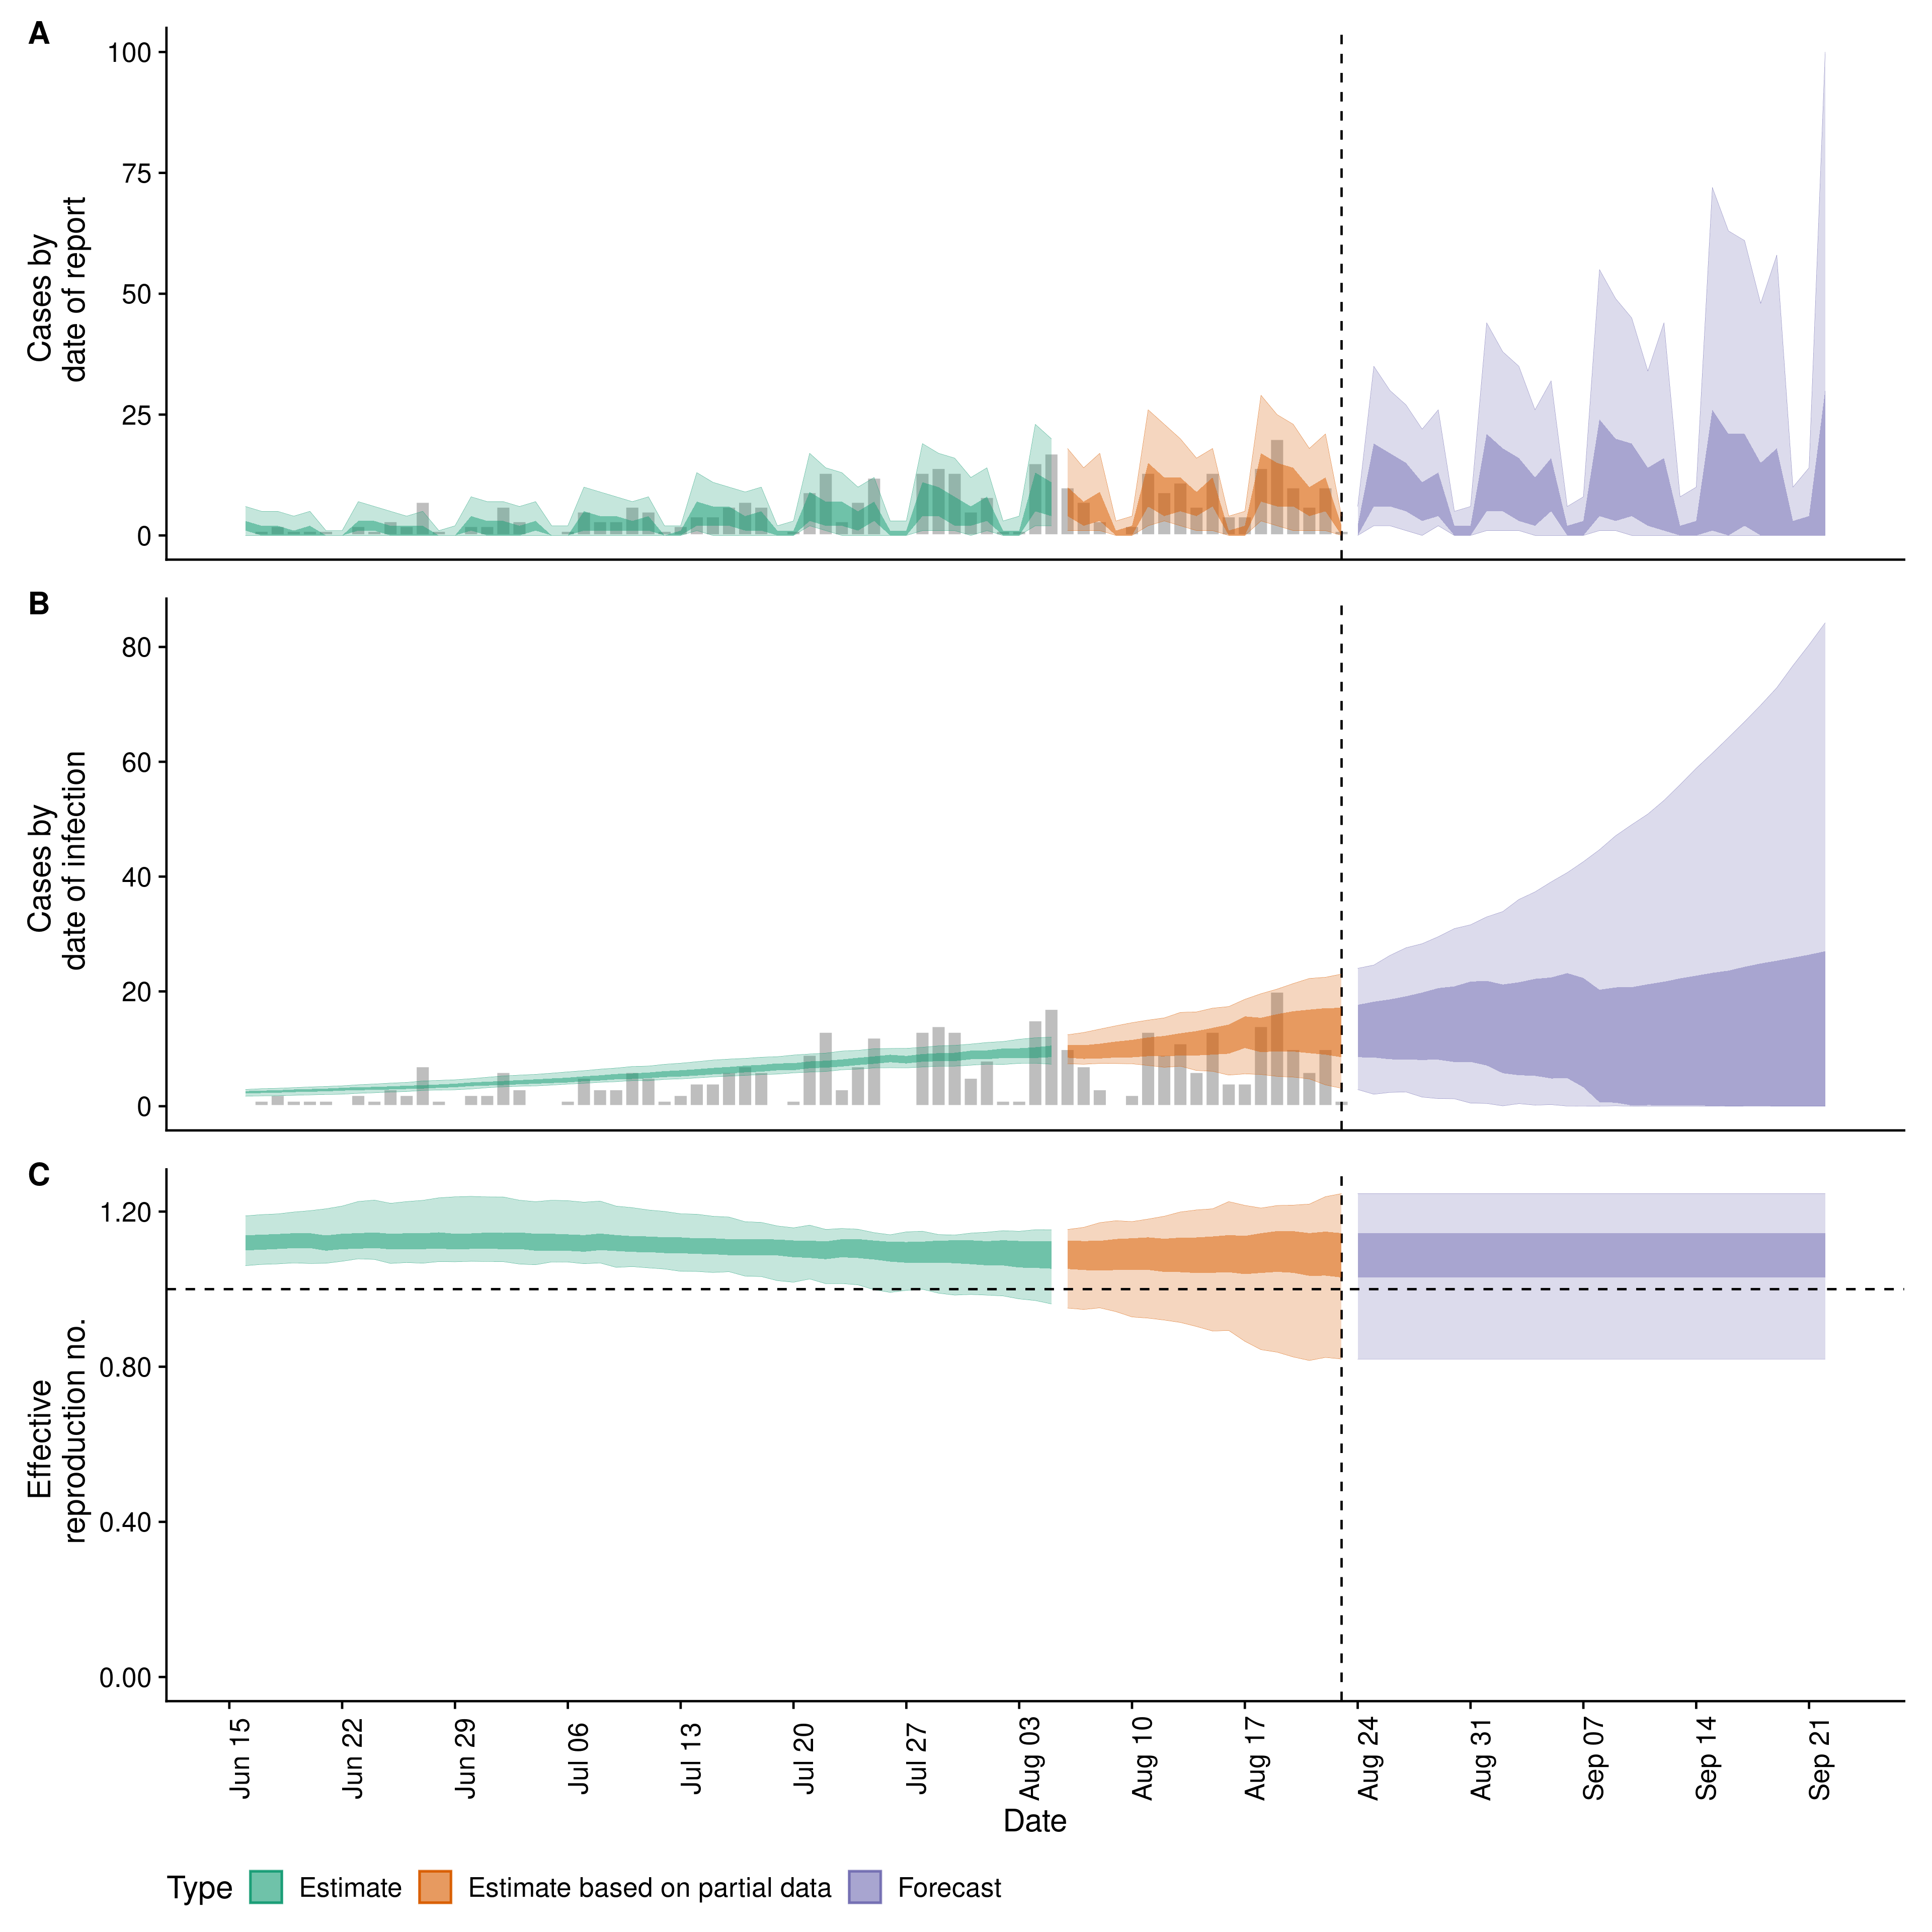 A
100
75
50
25
0
Cases by
date of report
B
80
60
40
20
0
Cases by
date of infection
C
1.20
0.80
0.40
0.00
Effective
reproduction no.
Jun 15
Jun 22
Jun 29
Jul 06
Jul 13
Jul 20
Jul 27
Aug 03
Aug 10
Aug 17
Aug 24
Aug 31
Sep 07
Sep 14
Sep 21
Date
Type Estimate Estimate based on partial data Forecast